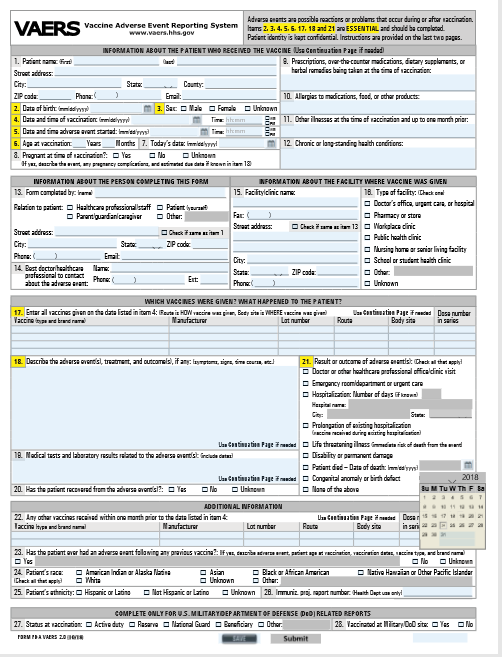 VAERS Vaccine Adverse Event Reporting System
www.vaers.hhs.gov
Adverse events are possible reactions or problems that occur during or after vaccination.
Items 2, 3, 4, 5, 6, 17, 18 and 21 are ESSENTIAL and should be completed.
Patient identity is kept confidential. Instructions are provided on the last two pages.
INFORMATION ABOUT THE PATIENT WHO RECEIVED THE VACCINE (Use Continuation Page if needed)
1. Patient name: (first) (last)
Street address:
City: State: County:
ZIP code: Phone: ( ) Email:
2. Date of birth: (mm/dd/yyyy) 3. Sex: Male Female Unknown
4. Date and time of vaccination: (mm/dd/yyyy) Time: hh:mm AM PM
5. Date and time adverse event started: (mm/dd/yyyy) Time: hh:mm AM PM
6. Age at vaccination: Years Months 7. Today's date: (mm/dd/yyyy)
8. Pregnant at time of vaccination?: Yes No Unknown
(If yes, describe the event, any pregnancy complications, and estimated due date if known in item 18)
9. Prescriptions, over-the-counter medications, dietary supplements, or
herbal remedies being taken at the time of vaccination:
10. Allergies to medications, food, or other products:
11. Other illnesses at the time of vaccination and up to one month prior:
12. Chronic or long-standing health conditions:
INFORMATION ABOUT THE PERSON COMPLETING THIS FORM
13. Form completed by: (name)
Relation to patient: Healthcare professional/staff Patient (yourself)
Parent/guardian/caregiver Other:
Street address: Check if same as item 1
City: State: ZIP code:
Phone: ( ) Email:
14. Best doctor/healthcare
professional to contact
about the adverse event:
Name:
Phone: ( ) Ext:
INFORMATION ABOUT THE FACILITY WHERE VACCINE WAS GIVEN
15. Facility/clinic name:
Fax: ( )
Street address: Check if same as item 13
City:
State: ZIP code:
Phone: ( )
16. Type of facility: (Check one)
Doctor's office, urgent care, or hospital
Pharmacy or store
Workplace clinic
Public health clinic
Nursing home or senior living facility
School or student health clinic
Other:
Unknown
WHICH VACCINES WERE GIVEN? WHAT HAPPENED TO THE PATIENT?
17. Enter all vaccines given on the date listed in item 4: (Route is HOW vaccine was given, Body site is WHERE vaccine was given) Use Continuation Page if needed
Vaccine (type and brand name) Manufacturer Lot number Route Body site Dose number in series
18. Describe the adverse event(s), treatment, and outcome(s), if any: (symptoms, signs, time course, etc.)
Use Continuation Page if needed
19. Medical tests and laboratory results related to the adverse event(s): (include dates)
Use Continuation Page if needed
20. Has the patient recovered from the adverse event(s)?: Yes No Unknown
21. Result or outcome of adverse event(s): (Check all that apply)
Doctor or other healthcare professional office/clinic visit
Emergency room/department or urgent care
Hospitalization: Number of days (if known)
Hospital name:
City: State:
Prolongation of existing hospitalization
(vaccine received during existing hospitalization)
Life threatening illness (immediate risk of death from the event)
Disability or permanent damage
Patient died – Date of death: (mm/dd/yyyy)
Congenital anomaly or birth defect
None of the above
2018
Su M Tu W Th F Sa
ADDITIONAL INFORMATION
22. Any other vaccines received within one month prior to the date listed in item 4: Use Continuation Page if needed
Vaccine (type and brand name) Manufacturer Lot number Route Body site
23. Has the patient ever had an adverse event following any previous vaccine?: (If yes, describe adverse event, patient age at vaccination, vaccination dates, vaccine type, and brand name)
Yes No Unknown
24. Patient's race: American Indian or Alaska Native Asian Black or African American Native Hawaiian or Other Pacific Islander
(Check all that apply) White Unknown Other:
25. Patient's ethnicity: Hispanic or Latino Not Hispanic or Latino Unknown 26. Immuniz. proj. report number: (Health Dept use only)
COMPLETE ONLY FOR U.S. MILITARY/DEPARTMENT OF DEFENSE (DoD) RELATED REPORTS
27. Status at vaccination: Active duty Reserve National Guard Beneficiary Other: 28. Vaccinated at Military/DoD site: Yes No
FORM FDA VAERS 2.0
Submit